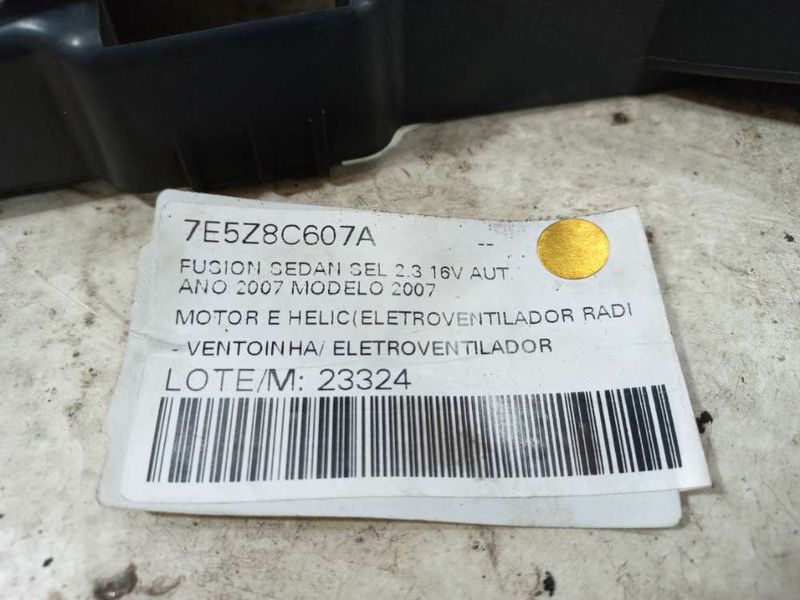 7E5Z8C607A --
FUSION SEDAN SEL 2.3 16V AUT.
ANO 2007 MODELO 2007
MOTOR E HELIC(ELETROVENTILADOR RADI
- VENTOINHA/ ELETROVENTILADOR
LOTE/M: 23324